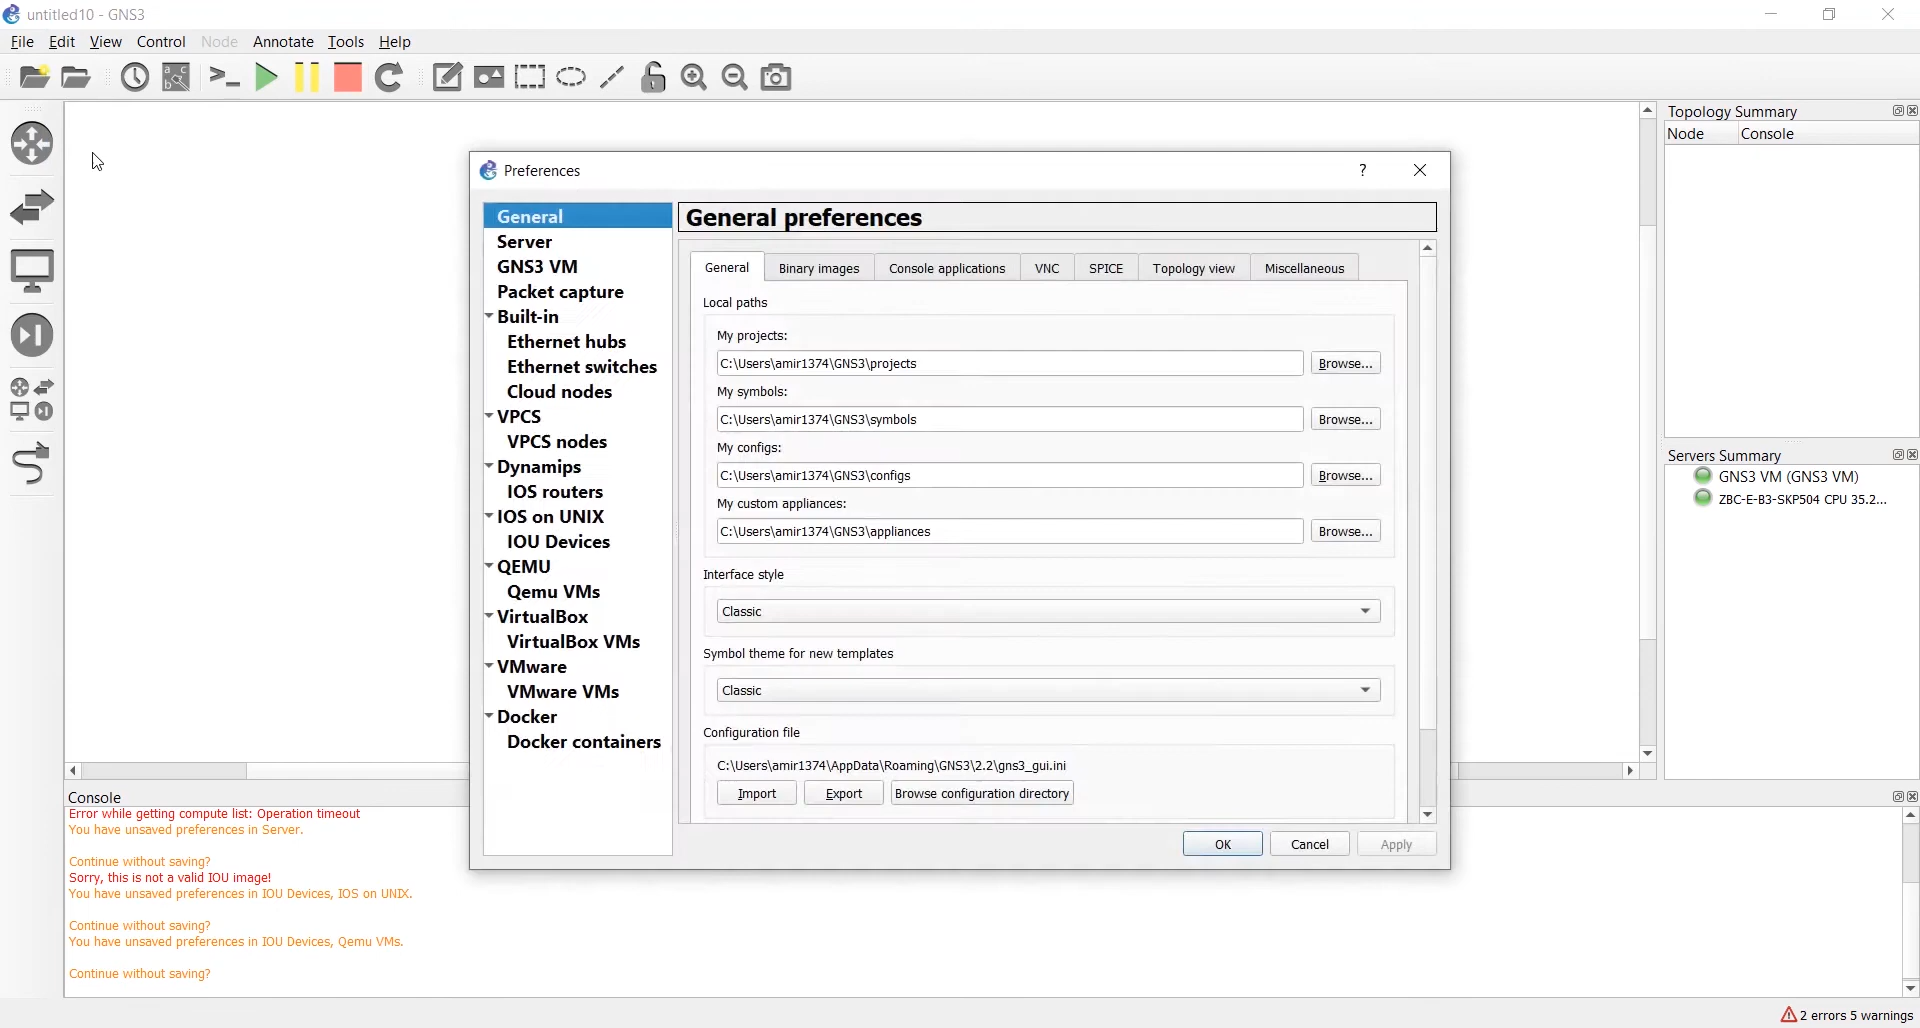 untitled10 - GNS3
File Edit View Control Node Annotate Tools Help
Topology Summary
Node Console
Servers Summary
GNS3 VM (GNS3 VM)
ZBC-E-B3-SKP504 CPU 35.2...
Preferences
?
General
Server
GNS3 VM
Packet capture
Built-in
Ethernet hubs
Ethernet switches
Cloud nodes
VPCS
VPCS nodes
Dynamips
IOS routers
IOS on UNIX
IOU Devices
QEMU
Qemu VMs
VirtualBox
VirtualBox VMs
VMware
VMware VMs
Docker
Docker containers
General preferences
General Binary images Console applications VNC SPICE Topology view Miscellaneous
Local paths
My projects:
C:\Users\amir1374\GNS3\projects Browse...
My symbols:
C:\Users\amir1374\GNS3\symbols Browse...
My configs:
C:\Users\amir1374\GNS3\configs Browse...
My custom appliances:
C:\Users\amir1374\GNS3\appliances Browse...
Interface style
Classic
Symbol theme for new templates
Classic
Configuration file
C:\Users\amir1374\AppData\Roaming\GNS3\2.2\gns3_gui.ini
Import Export Browse configuration directory
OK Cancel Apply
Console
Error while getting compute list: Operation timeout
You have unsaved preferences in Server.
Continue without saving?
Sorry, this is not a valid IOU image!
You have unsaved preferences in IOU Devices, IOS on UNIX.
Continue without saving?
You have unsaved preferences in IOU Devices, Qemu VMs.
Continue without saving?
2 errors 5 warnings